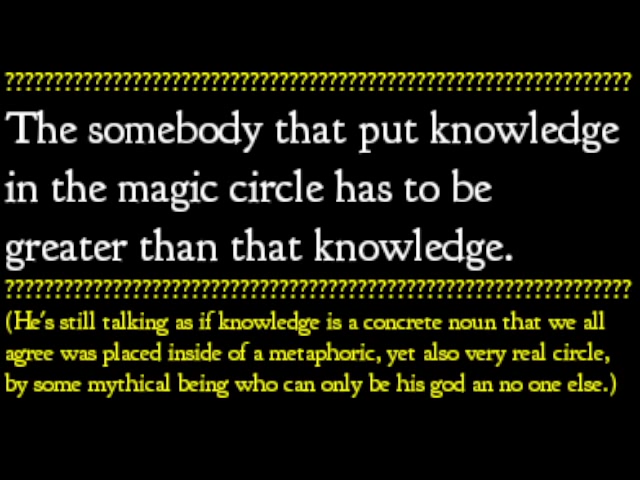 ????????????????????????????????????????????????????????????????
The somebody that put knowledge
in the magic circle has to be
greater than that knowledge.
????????????????????????????????????????????????????????????????
(He's still talking as if knowledge is a concrete noun that we all
agree was placed inside of a metaphoric, yet also very real circle,
by some mythical being who can only be his god an no one else.)